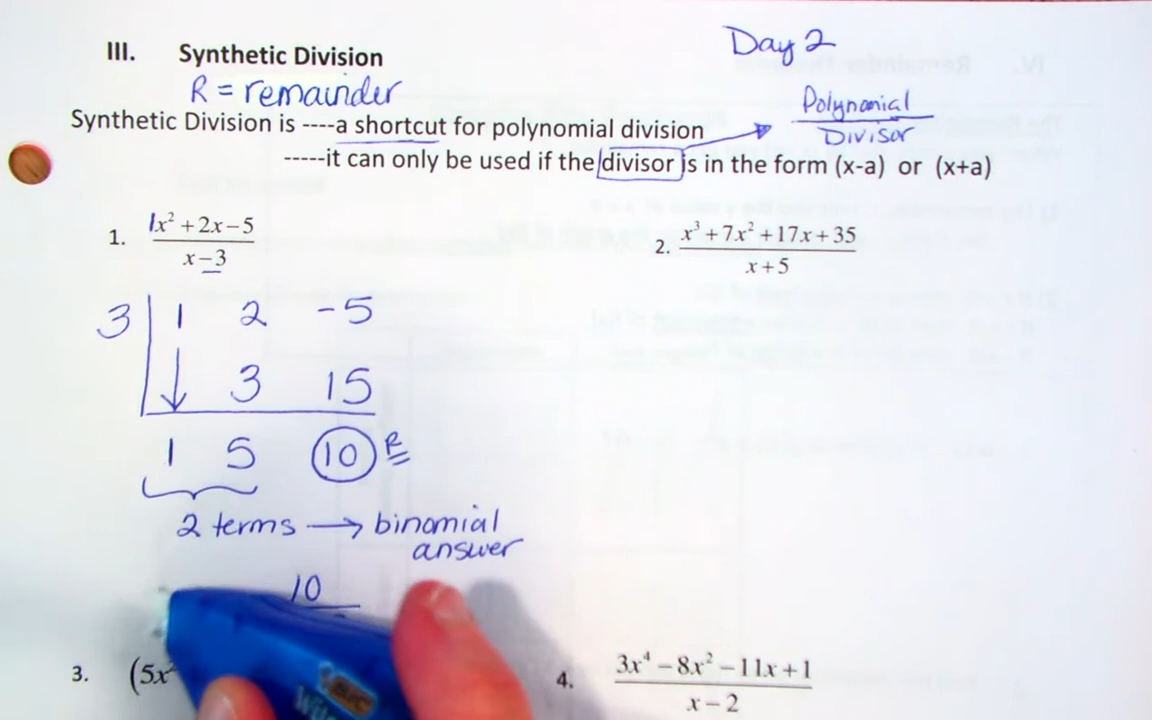 Day 2
III. Synthetic Division
R = remainder
Synthetic Division is ----a shortcut for polynomial division
Polynomial
Divisor
-----it can only be used if the divisor is in the form (x-a) or (x+a)
1. 1x² + 2x - 5
x - 3
2. x³ + 7x² + 17x + 35
x + 5
3 1 2 -5
3 15
1 5 10 R
2 terms → binomial
answer
10
3. (5x
4. 3x⁴ - 8x² - 11x + 1
x - 2